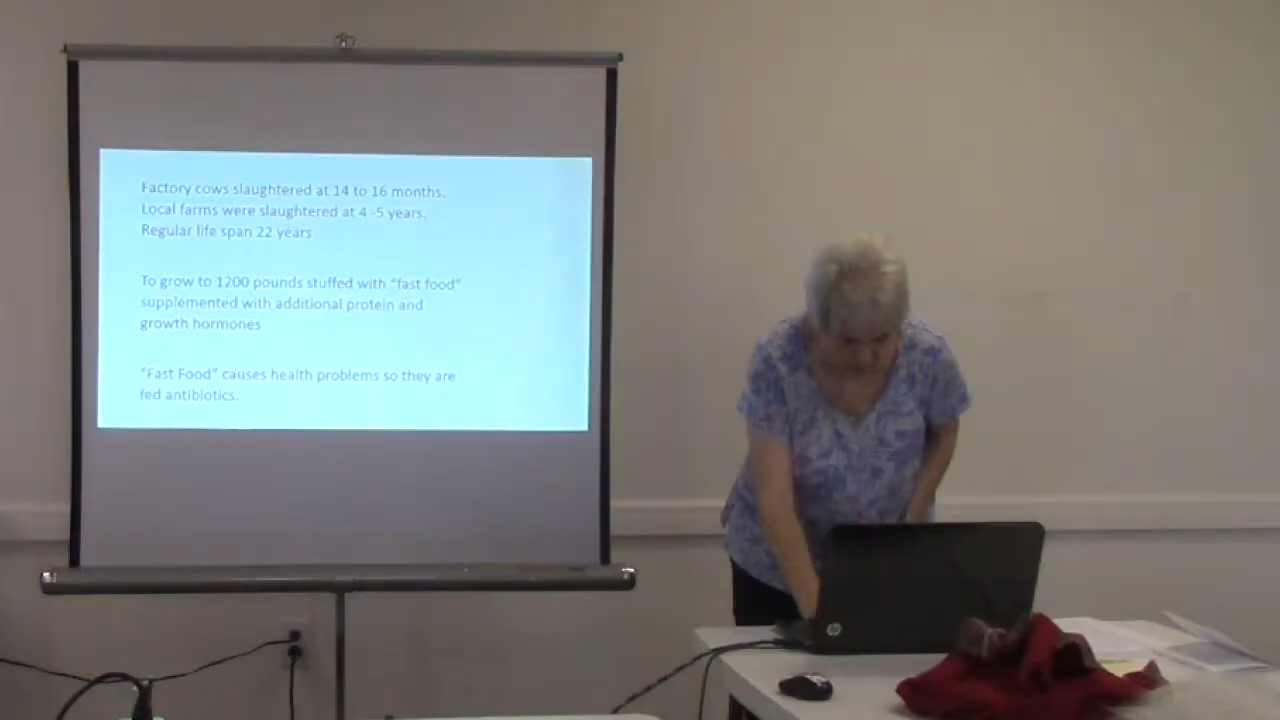 Factory cows slaughtered at 14 to 16 months.
Local farms were slaughtered at 4 -5 years.
Regular life span 22 years
To grow to 1200 pounds stuffed with "fast food"
supplemented with additional protein and
growth hormones
"Fast Food" causes health problems so they are
fed antibiotics.
hp